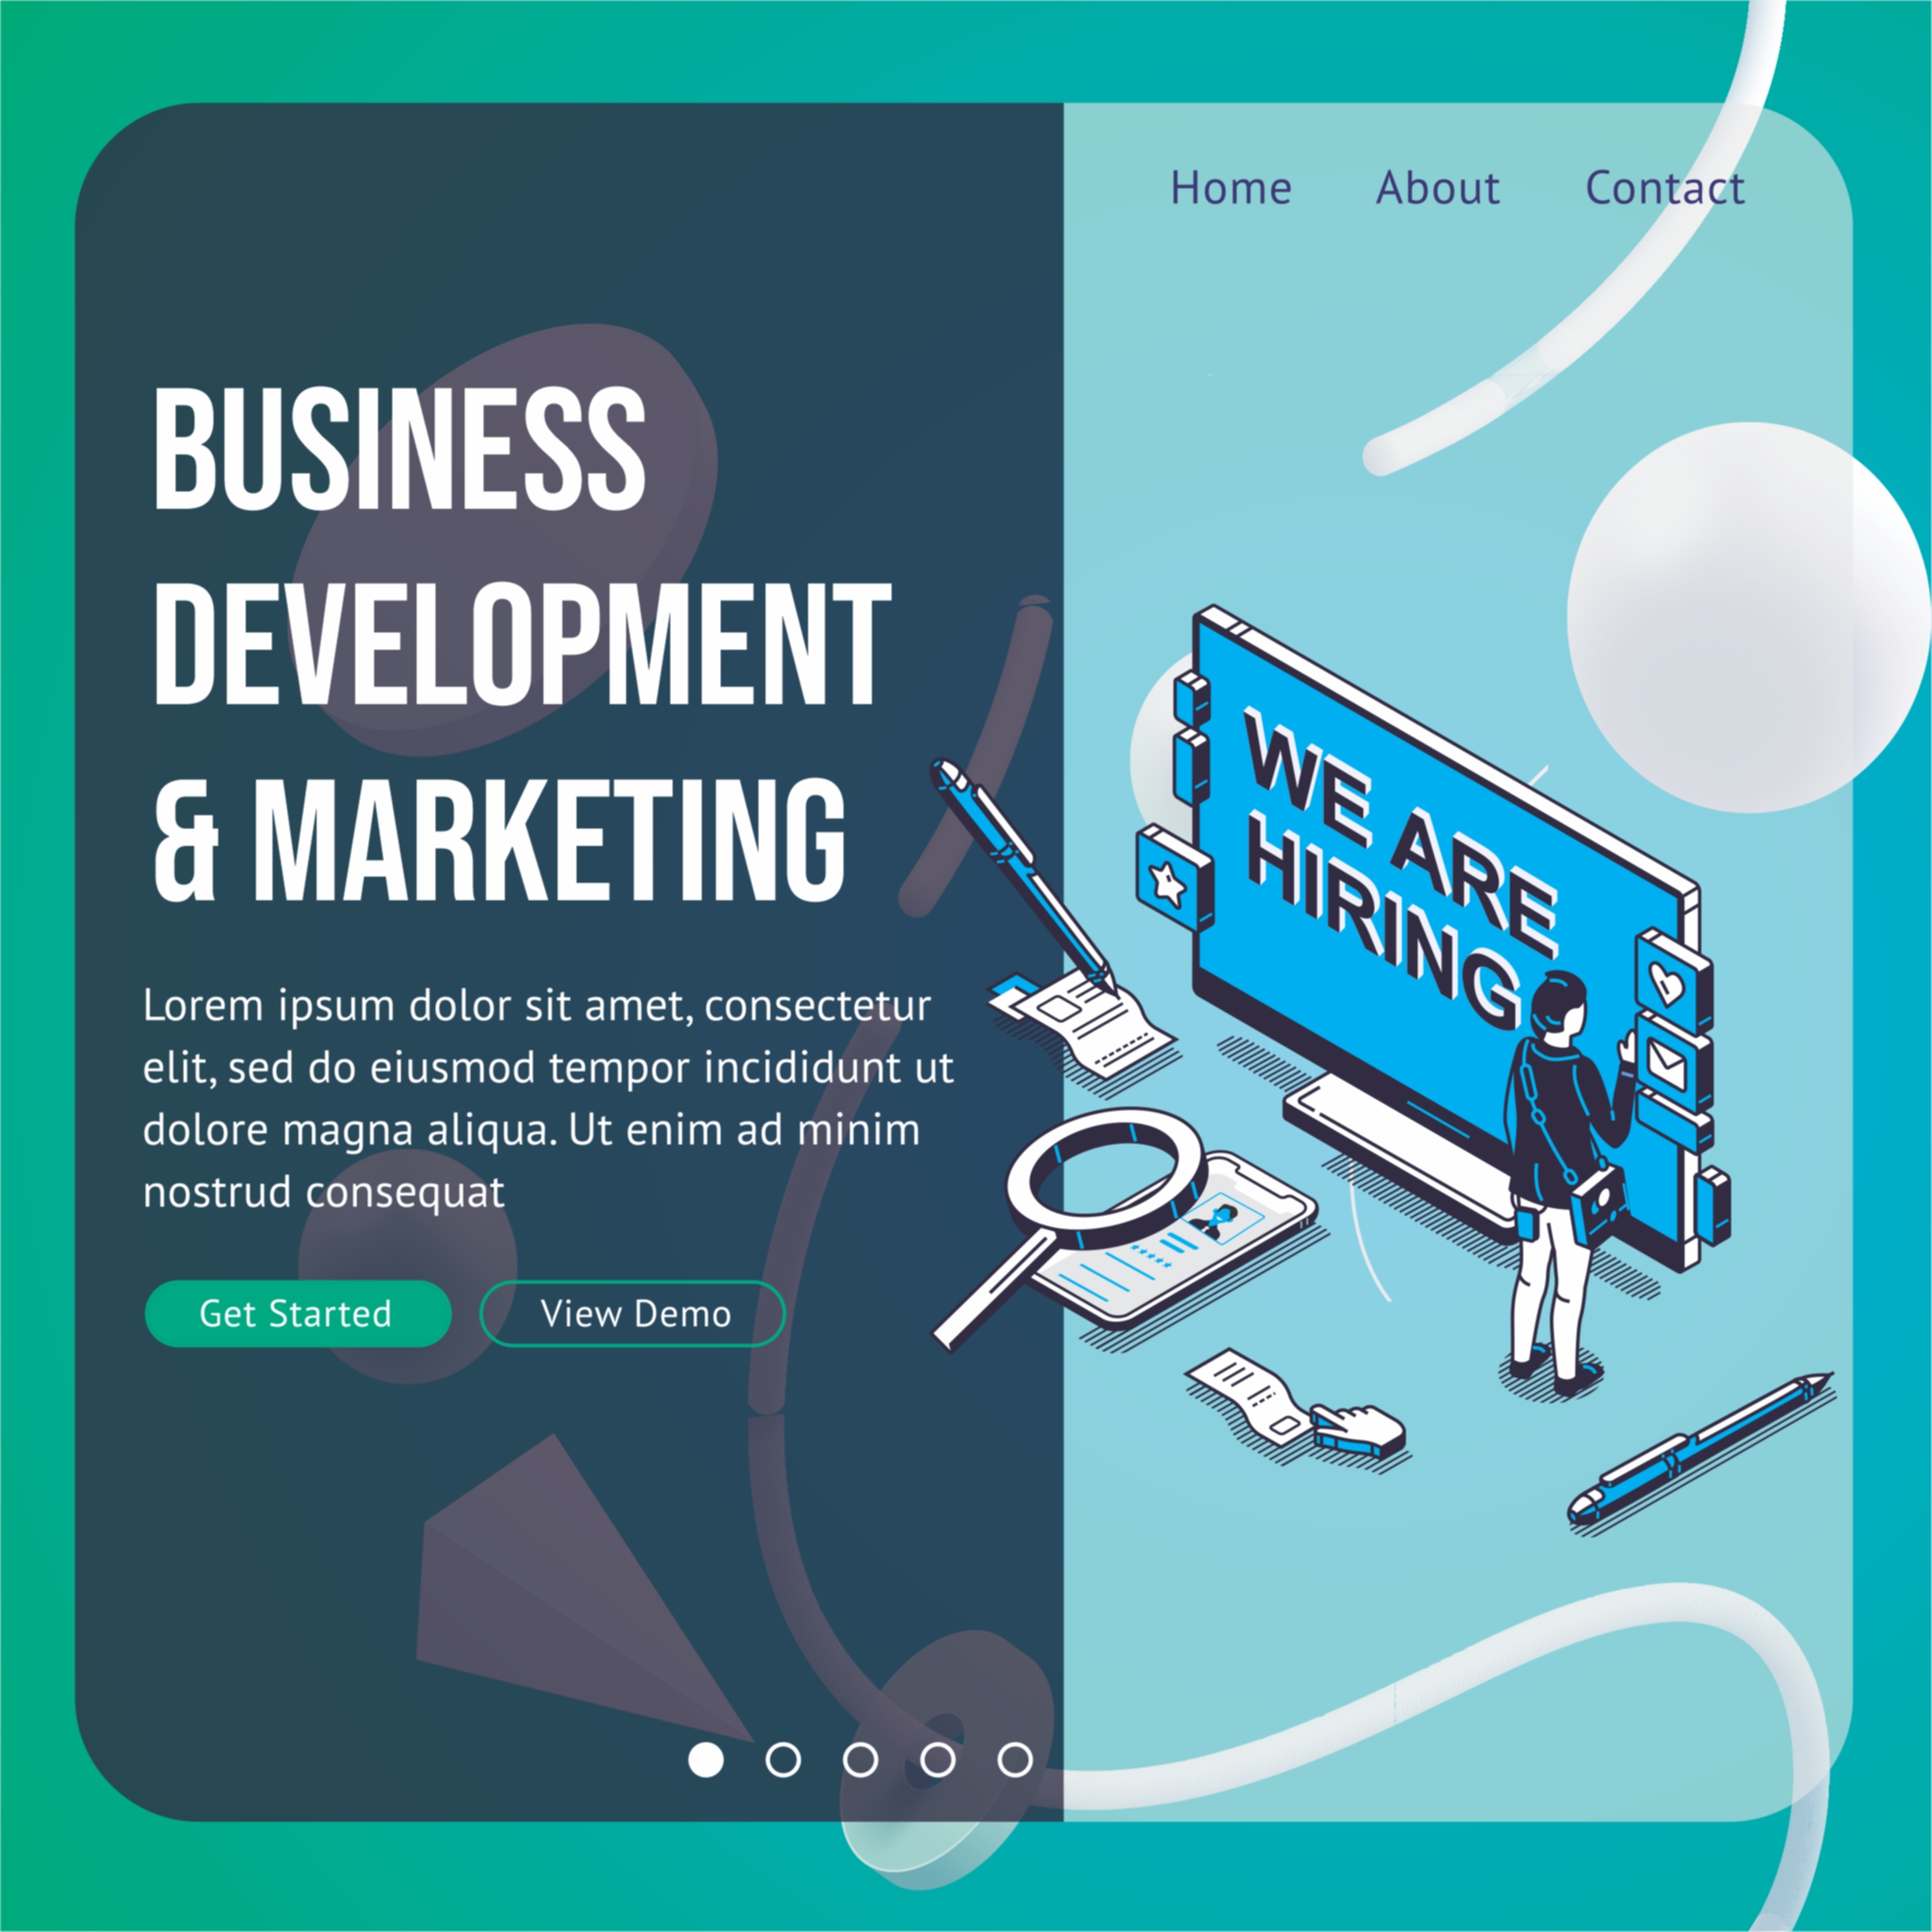 Home About Contact
BUSINESS
DEVELOPMENT
& MARKETING
Lorem ipsum dolor sit amet, consectetur
elit, sed do eiusmod tempor incididunt ut
dolore magna aliqua. Ut enim ad minim
nostrud consequat
Get Started View Demo
WE ARE
HIRING